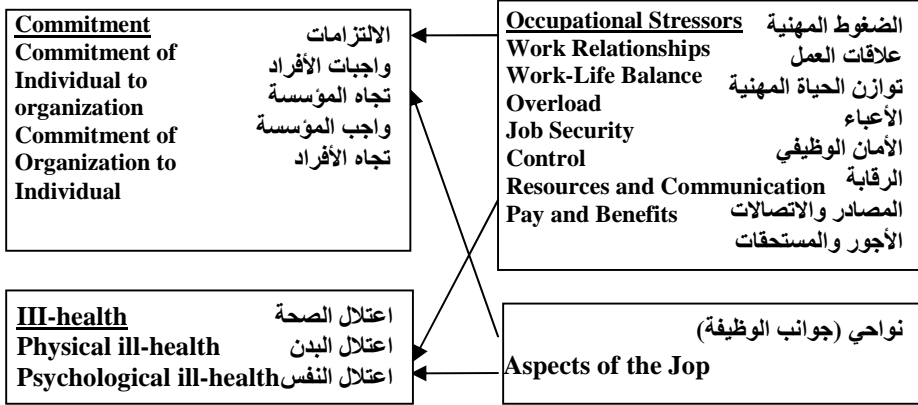 Commitment
Commitment of
Individual to
organization
Commitment of
Organization to
Individual
الالتزامات
واجبات الأفراد
تجاه المؤسسة
واجب المؤسسة
تجاه الأفراد
Occupational Stressors
Work Relationships
Work-Life Balance
Overload
Job Security
Control
Resources and Communication
Pay and Benefits
الضغوط المهنية
علاقات العمل
توازن الحياة المهنية
الأعباء
الأمان الوظيفي
الرقابة
المصادر والاتصالات
الأجور والمستحقات
III-health
Physical ill-health
Psychological ill-health
اعتلال الصحة
اعتلال البدن
اعتلال النفس
نواحي (جوانب الوظيفة)
Aspects of the Jop